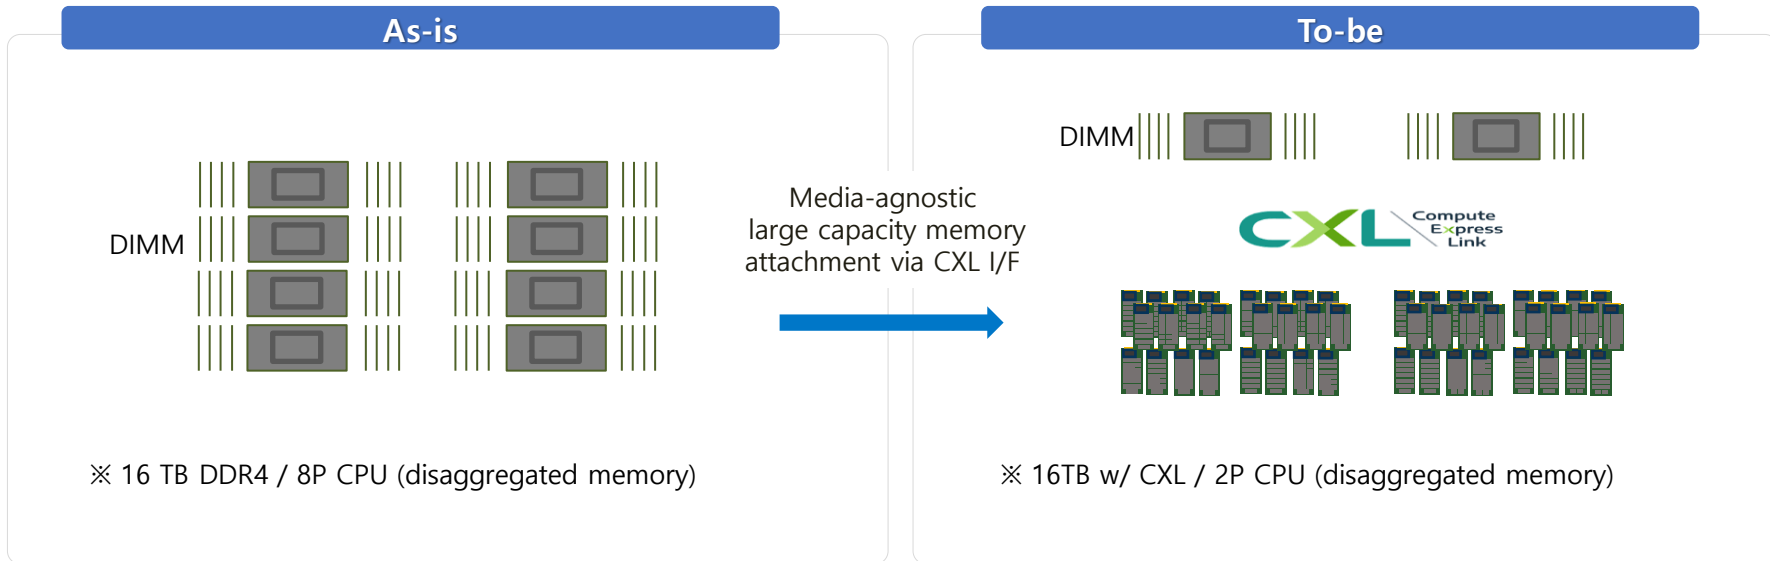 As-is
To-be
DIMM
DIMM
Media-agnostic
large capacity memory
attachment via CXL I/F
CXL
Compute
Express
Link
※ 16 TB DDR4 / 8P CPU (disaggregated memory)
※ 16TB w/ CXL / 2P CPU (disaggregated memory)